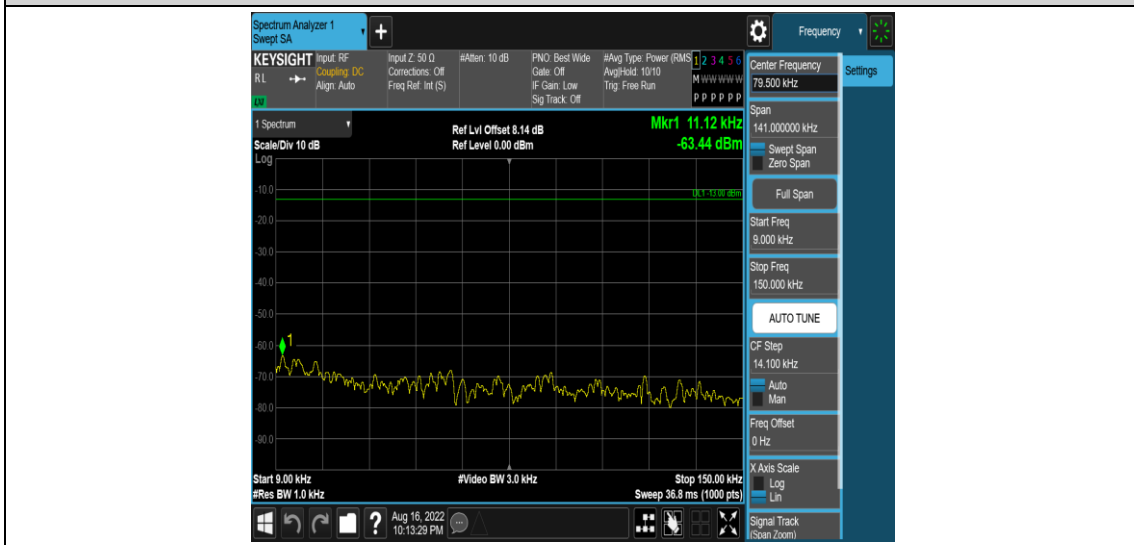 Spectrum Analyzer 1
Swept SA
+
Frequency
KEYSIGHT
R L
LXI
Input: RF
Coupling: DC
Align: Auto
Input Z: 50 Ω
Corrections: Off
Freq Ref: Int (S)
#Atten: 10 dB
PNO: Best Wide
Gate: Off
IF Gain: Low
Sig Track: Off
#Avg Type: Power (RMS
Avg|Hold: 10/10
Trig: Free Run
1 2 3 4 5 6
M W W W W W
P P P P P P
1 Spectrum
Scale/Div 10 dB
Ref Lvl Offset 8.14 dB
Ref Level 0.00 dBm
Mkr1 11.12 kHz
-63.44 dBm
Log
DL1 -13.00 dBm
-10.0
-20.0
-30.0
-40.0
-50.0
-60.0
1
-70.0
-80.0
-90.0
Start 9.00 kHz
#Res BW 1.0 kHz
#Video BW 3.0 kHz
Stop 150.00 kHz
Sweep 36.8 ms (1000 pts)
Center Frequency
79.500 kHz
Settings
Span
141.000000 kHz
Swept Span
Zero Span
Full Span
Start Freq
9.000 kHz
Stop Freq
150.000 kHz
AUTO TUNE
CF Step
14.100 kHz
Auto
Man
Freq Offset
0 Hz
X Axis Scale
Log
Lin
Signal Track
(Span Zoom)
?
Aug 16, 2022
10:13:29 PM